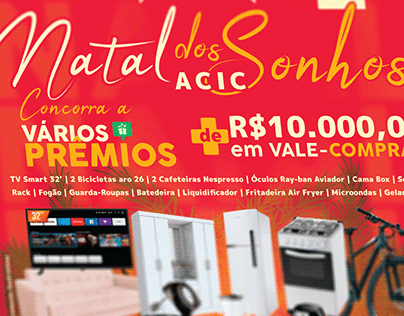 Natal dos Sonhos
ACIC
Concorra a
VÁRIOS
PRÊMIOS
+ de R$10.000,0
em VALE-COMPRA
TV Smart 32' | 2 Bicicletas aro 26 | 2 Cafeteiras Nespresso | Óculos Ray-ban Aviador | Cama Box | S
Rack | Fogão | Guarda-Roupas | Batedeira | Liquidificador | Fritadeira Air Fryer | Microondas | Gelad
32"